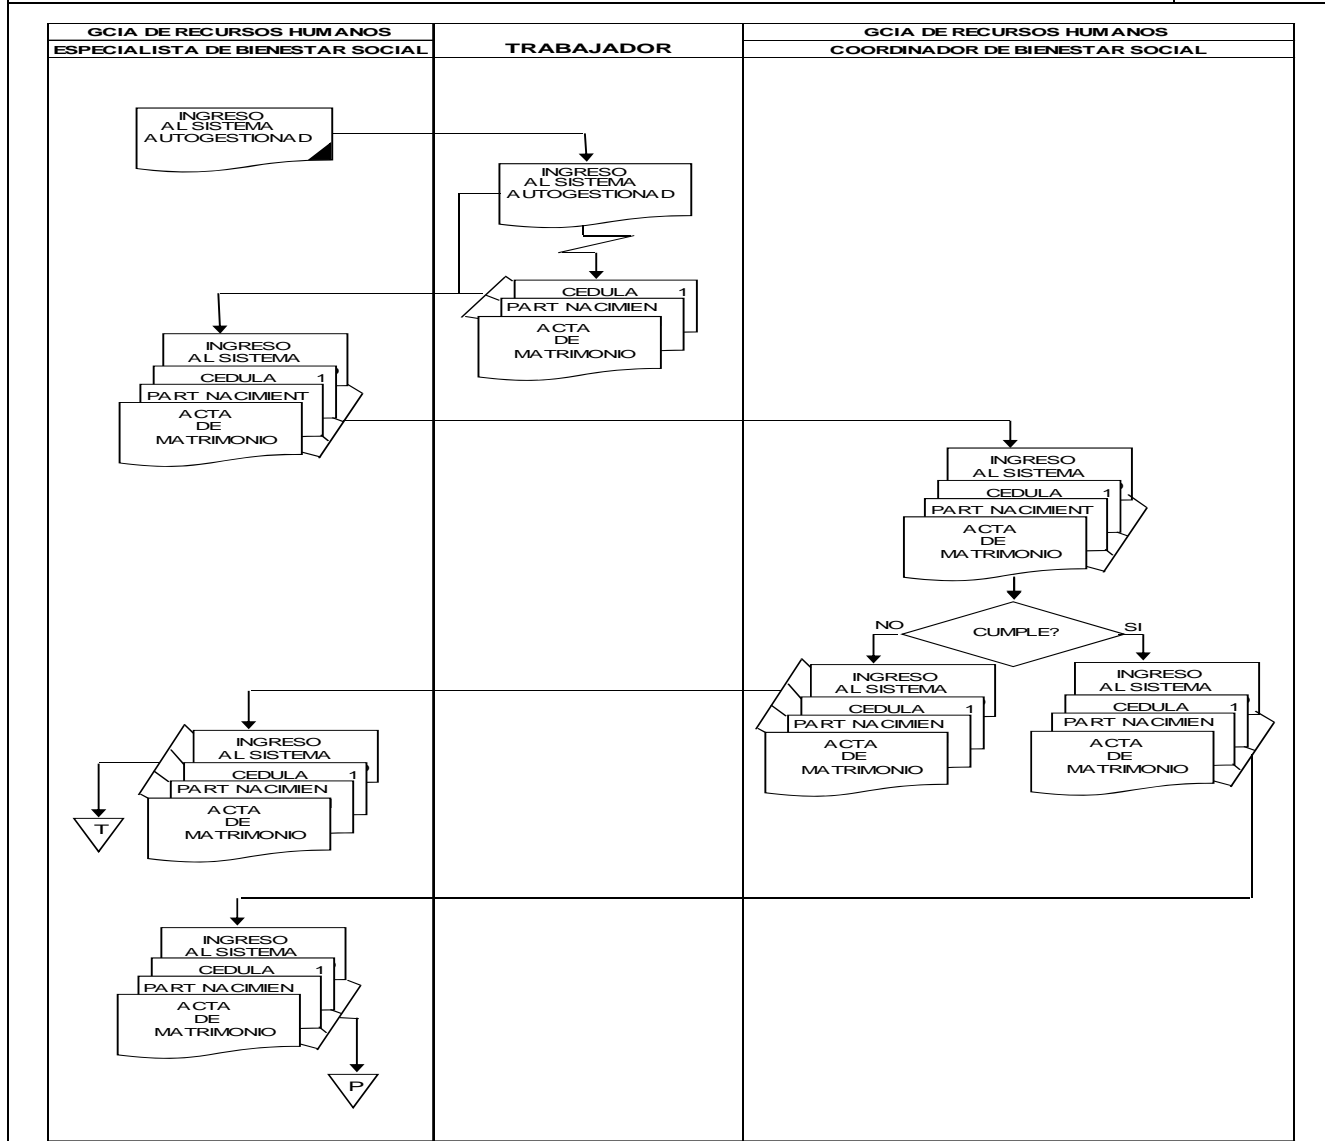 GCIA DE RECURSOS HUMANOS
ESPECIALISTA DE BIENESTAR SOCIAL
TRABAJADOR
GCIA DE RECURSOS HUMANOS
COORDINADOR DE BIENESTAR SOCIAL
INGRESO
AL SISTEMA
AUTOGESTIONAD
INGRESO
AL SISTEMA
AUTOGESTIONAD
CEDULA 1
PART NACIMIEN
ACTA
DE
MATRIMONIO
INGRESO
AL SISTEMA
CEDULA 1
PART NACIMIENT
ACTA
DE
MATRIMONIO
INGRESO
AL SISTEMA
CEDULA 1
PART NACIMIENT
ACTA
DE
MATRIMONIO
CUMPLE?
NO
SI
INGRESO
AL SISTEMA
CEDULA 1
PART NACIMIEN
ACTA
DE
MATRIMONIO
INGRESO
AL SISTEMA
CEDULA 1
PART NACIMIEN
ACTA
DE
MATRIMONIO
INGRESO
AL SISTEMA
CEDULA 1
PART NACIMIEN
ACTA
DE
MATRIMONIO
T
INGRESO
AL SISTEMA
CEDULA 1
PART NACIMIEN
ACTA
DE
MATRIMONIO
P